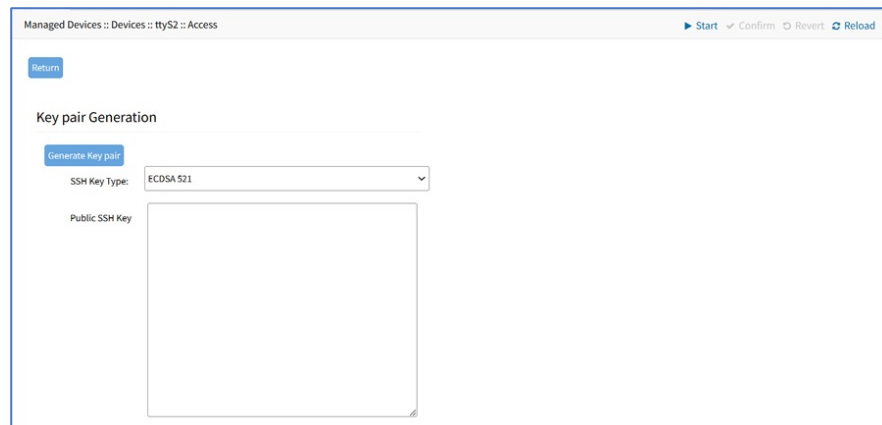 Managed Devices :: Devices :: ttyS2 :: Access Start Confirm Revert Reload
Return
Key pair Generation
Generate Key pair
SSH Key Type: ECDSA 521
Public SSH Key